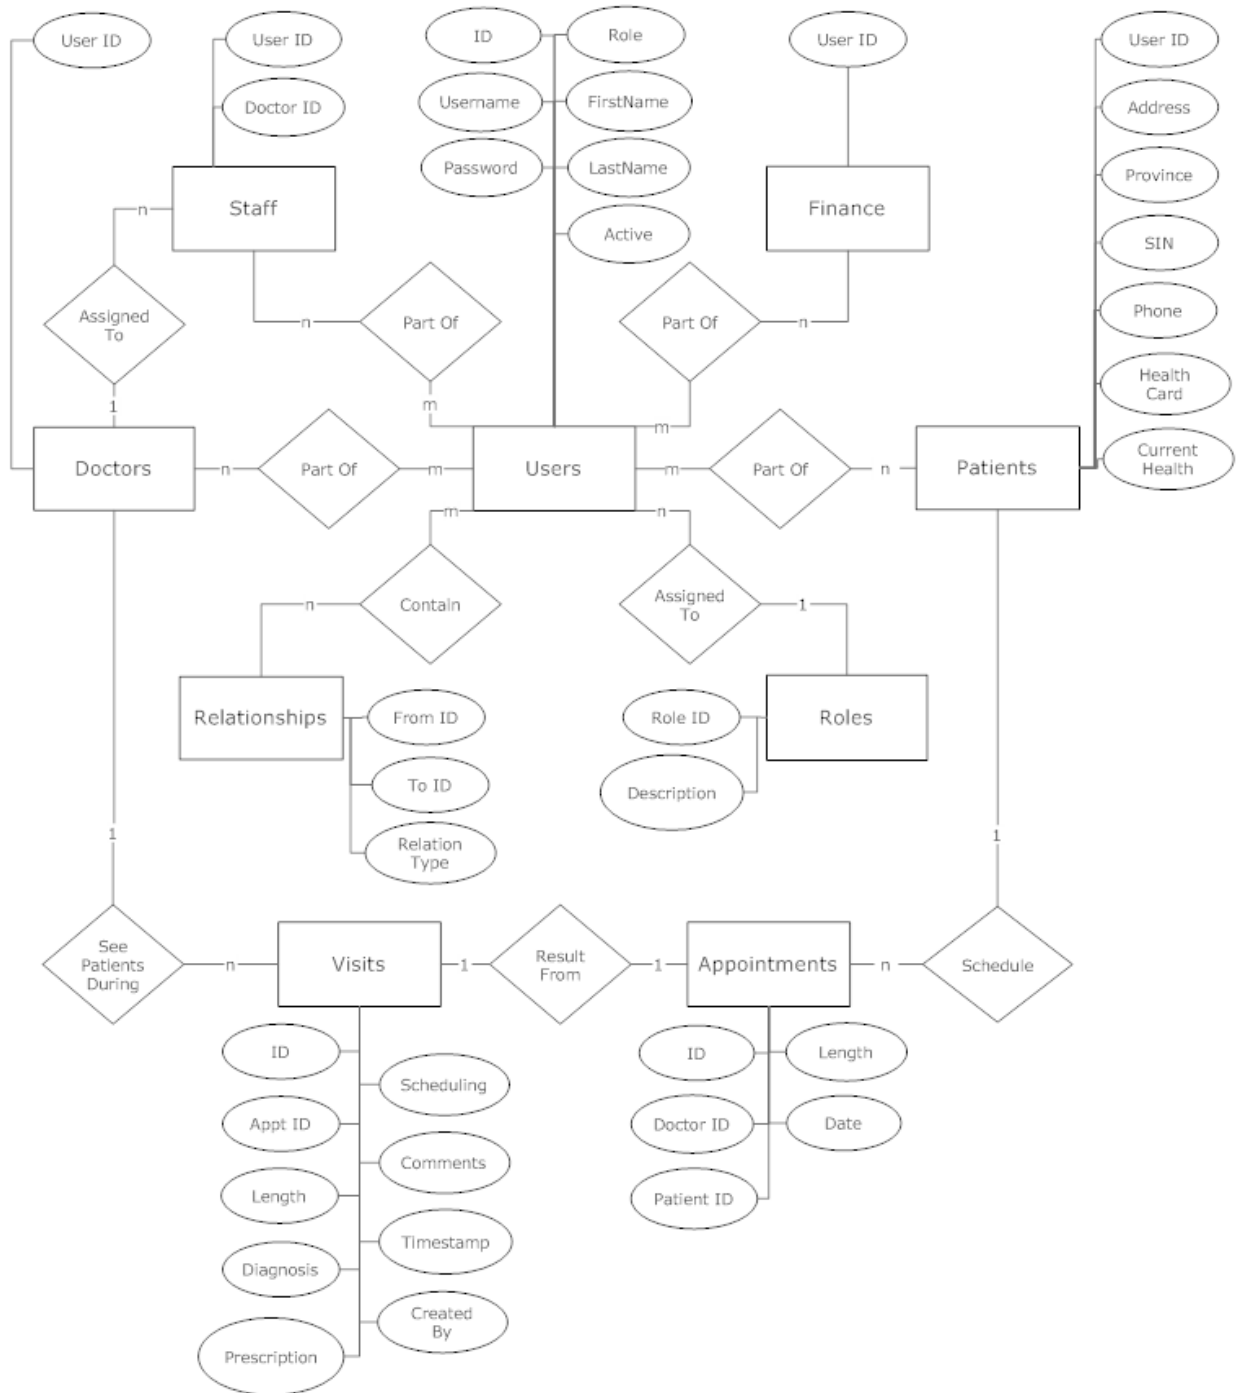 User ID
User ID
ID
Role
User ID
User ID
Doctor ID
Username
FirstName
Address
Password
LastName
Province
Staff
Active
Finance
SIN
n
Assigned
To
Part Of
n
Part Of
n
Phone
1
m
m
Health
Card
Doctors
n
Part Of
m
Users
m
Part Of
n
Patients
Current
Health
m
n
n
Contain
Assigned
To
1
Relationships
From ID
Role ID
Roles
To ID
Description
Relation
Type
1
1
See
Patients
During
n
Visits
1
Result
From
1
Appointments
n
Schedule
ID
Scheduling
ID
Length
Appt ID
Comments
Doctor ID
Date
Length
Timestamp
Patient ID
Diagnosis
Created
By
Prescription